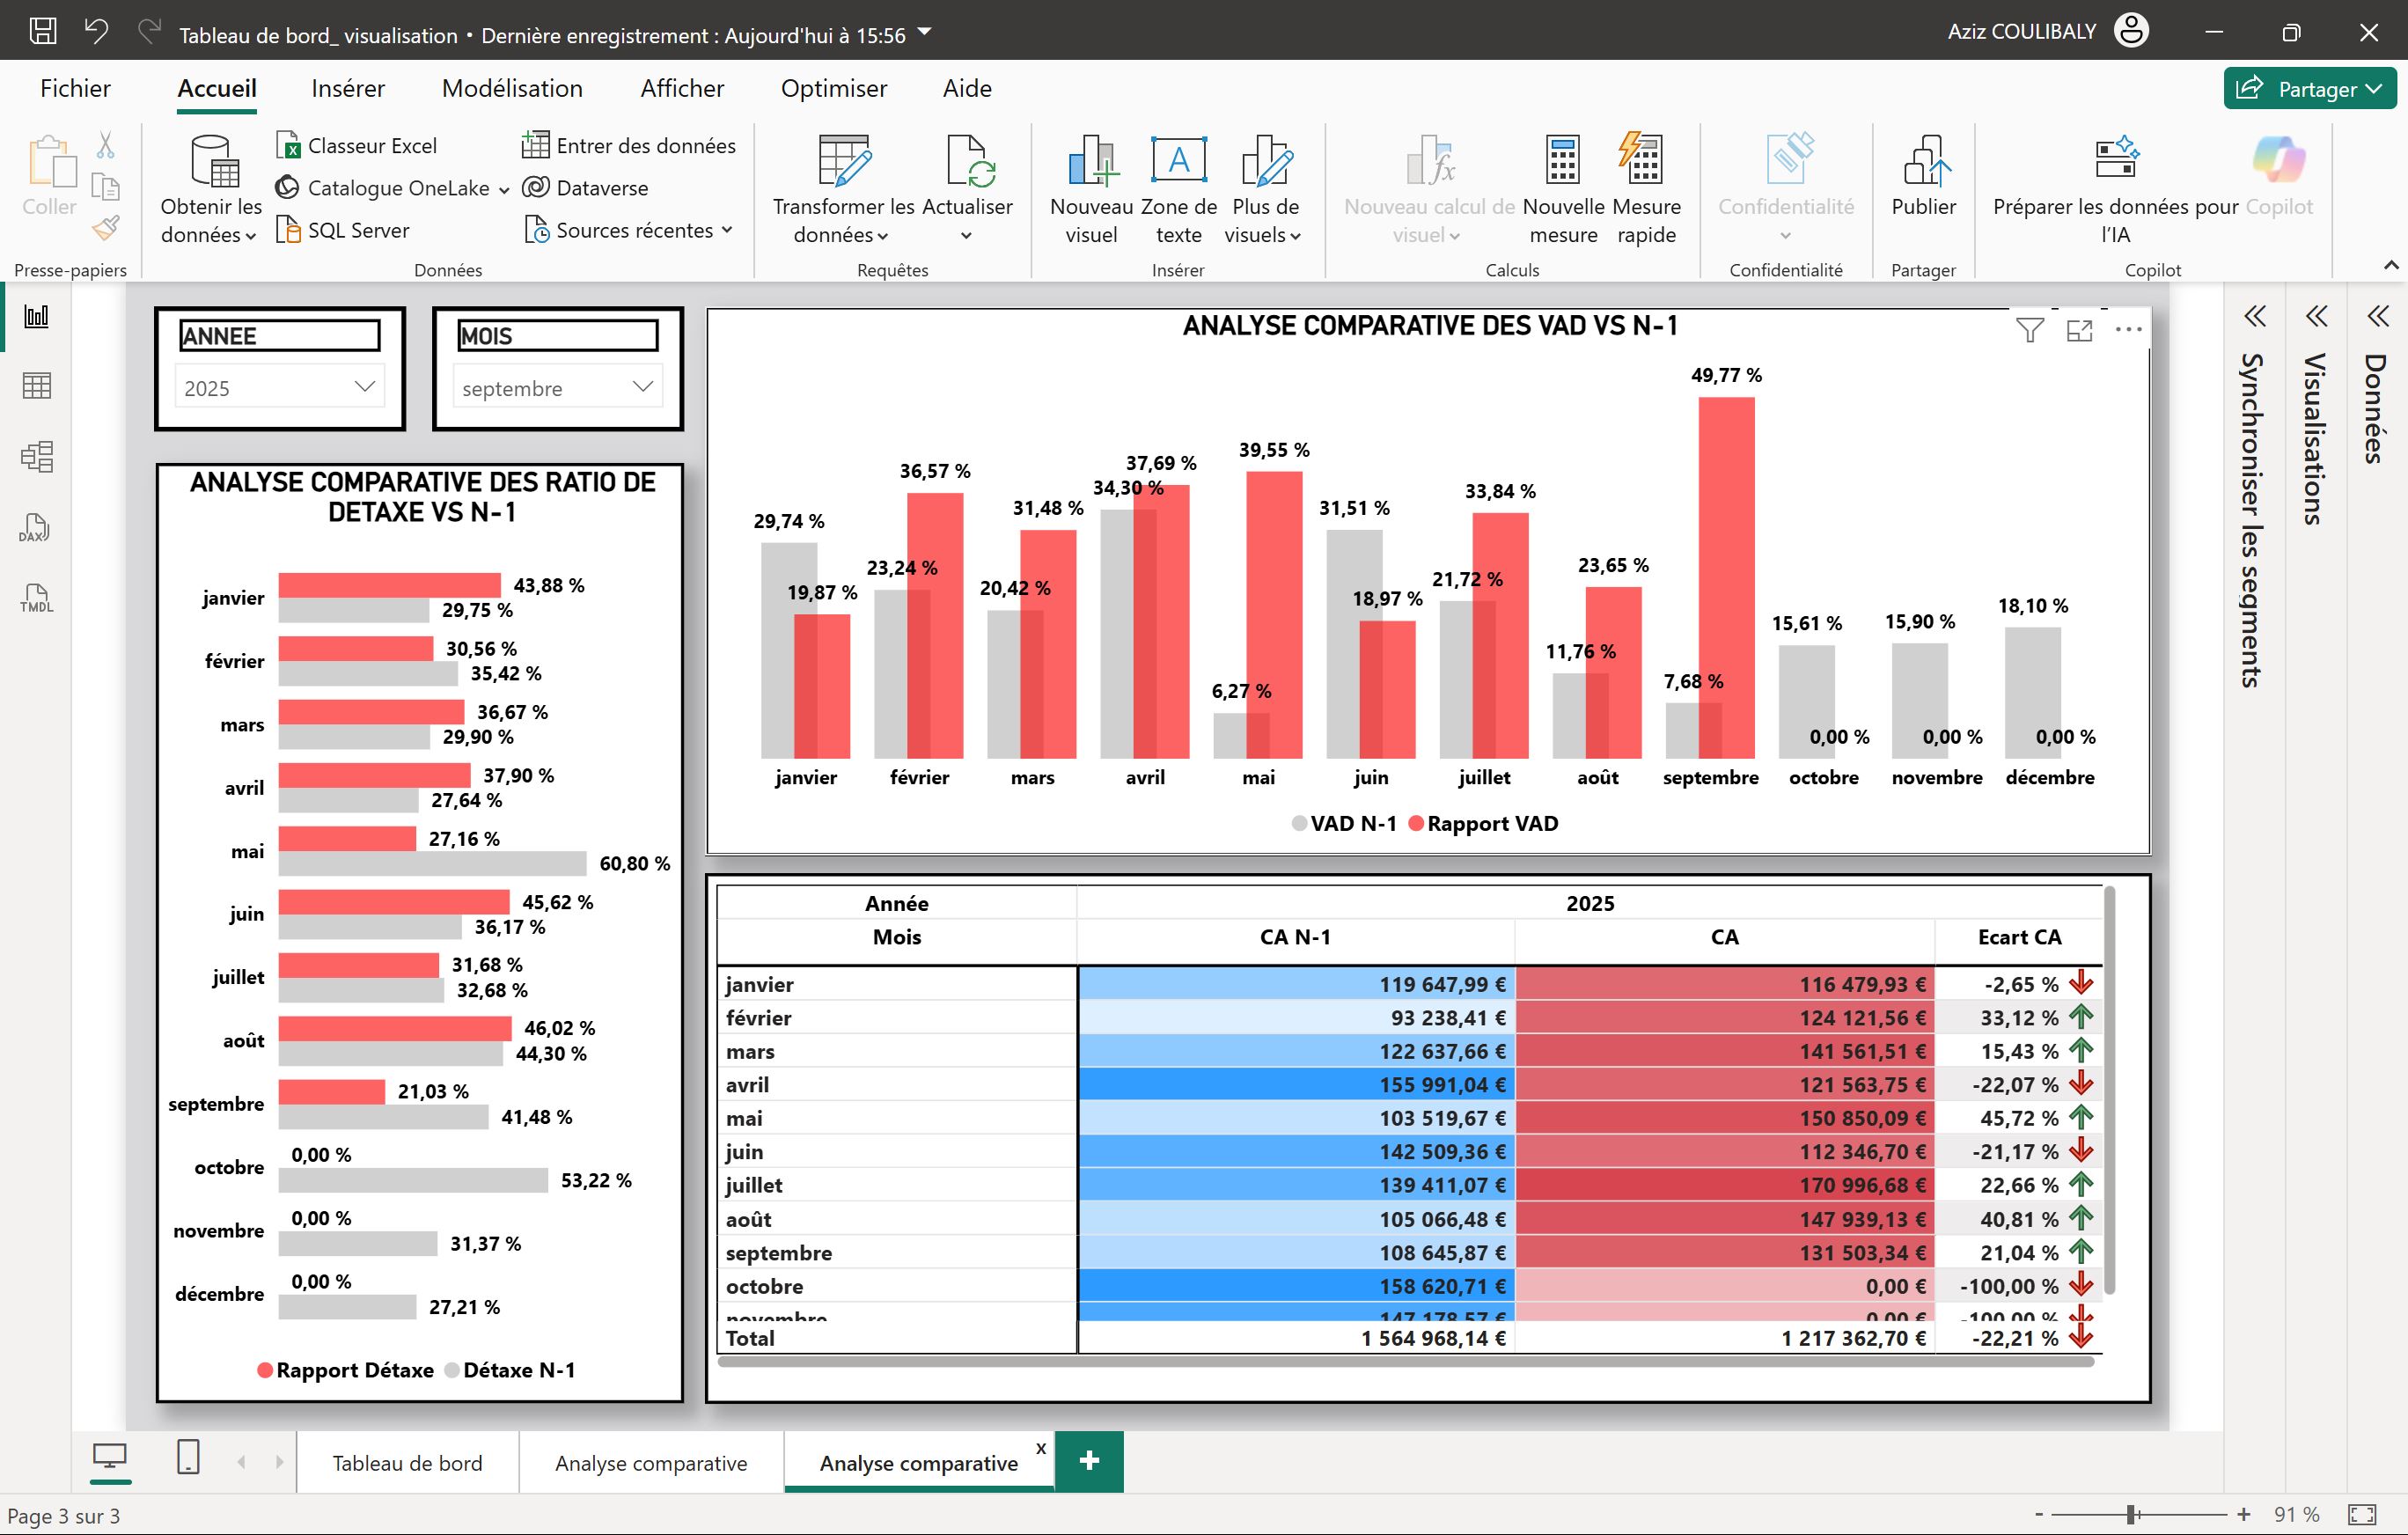 Tableau de bord_ visualisation • Dernière enregistrement : Aujourd'hui à 15:56
Aziz COULIBALY
Fichier Accueil Insérer Modélisation Afficher Optimiser Aide
Partager
Coller
Presse-papiers
Obtenir les données
Classeur Excel
Catalogue OneLake
SQL Server
Entrer des données
Dataverse
Sources récentes
Données
Transformer les données
Actualiser
Requêtes
Nouveau visuel
Zone de texte
Plus de visuels
Insérer
Nouveau calcul de visuel
Nouvelle mesure
Mesure rapide
Calculs
Confidentialité
Confidentialité
Publier
Partager
Préparer les données pour l'IA
Copilot
Copilot
DAX
TMDL
ANNEE
2025
MOIS
septembre
ANALYSE COMPARATIVE DES RATIO DE
DETAXE VS N-1
janvier 43,88 % 29,75 %
février 30,56 % 35,42 %
mars 36,67 % 29,90 %
avril 37,90 % 27,64 %
mai 27,16 % 60,80 %
juin 45,62 % 36,17 %
juillet 31,68 % 32,68 %
août 46,02 % 44,30 %
septembre 21,03 % 41,48 %
octobre 0,00 % 53,22 %
novembre 0,00 % 31,37 %
décembre 0,00 % 27,21 %
Rapport Détaxe Détaxe N-1
ANALYSE COMPARATIVE DES VAD VS N-1
29,74 % 19,87 %
23,24 % 36,57 %
20,42 % 31,48 %
34,30 % 37,69 %
6,27 % 39,55 %
31,51 % 18,97 %
21,72 % 33,84 %
11,76 % 23,65 %
7,68 % 49,77 %
15,61 % 0,00 %
15,90 % 0,00 %
18,10 % 0,00 %
janvier février mars avril mai juin juillet août septembre octobre novembre décembre
VAD N-1 Rapport VAD
Année 2025
Mois CA N-1 CA Ecart CA
janvier 119 647,99 € 116 479,93 € -2,65 %
février 93 238,41 € 124 121,56 € 33,12 %
mars 122 637,66 € 141 561,51 € 15,43 %
avril 155 991,04 € 121 563,75 € -22,07 %
mai 103 519,67 € 150 850,09 € 45,72 %
juin 142 509,36 € 112 346,70 € -21,17 %
juillet 139 411,07 € 170 996,68 € 22,66 %
août 105 066,48 € 147 939,13 € 40,81 %
septembre 108 645,87 € 131 503,34 € 21,04 %
octobre 158 620,71 € 0,00 € -100,00 %
novembre 147 178,57 € 0,00 € -100,00 %
Total 1 564 968,14 € 1 217 362,70 € -22,21 %
Synchroniser les segments
Visualisations
Données
Tableau de bord Analyse comparative Analyse comparative x +
Page 3 sur 3
- + 91 %